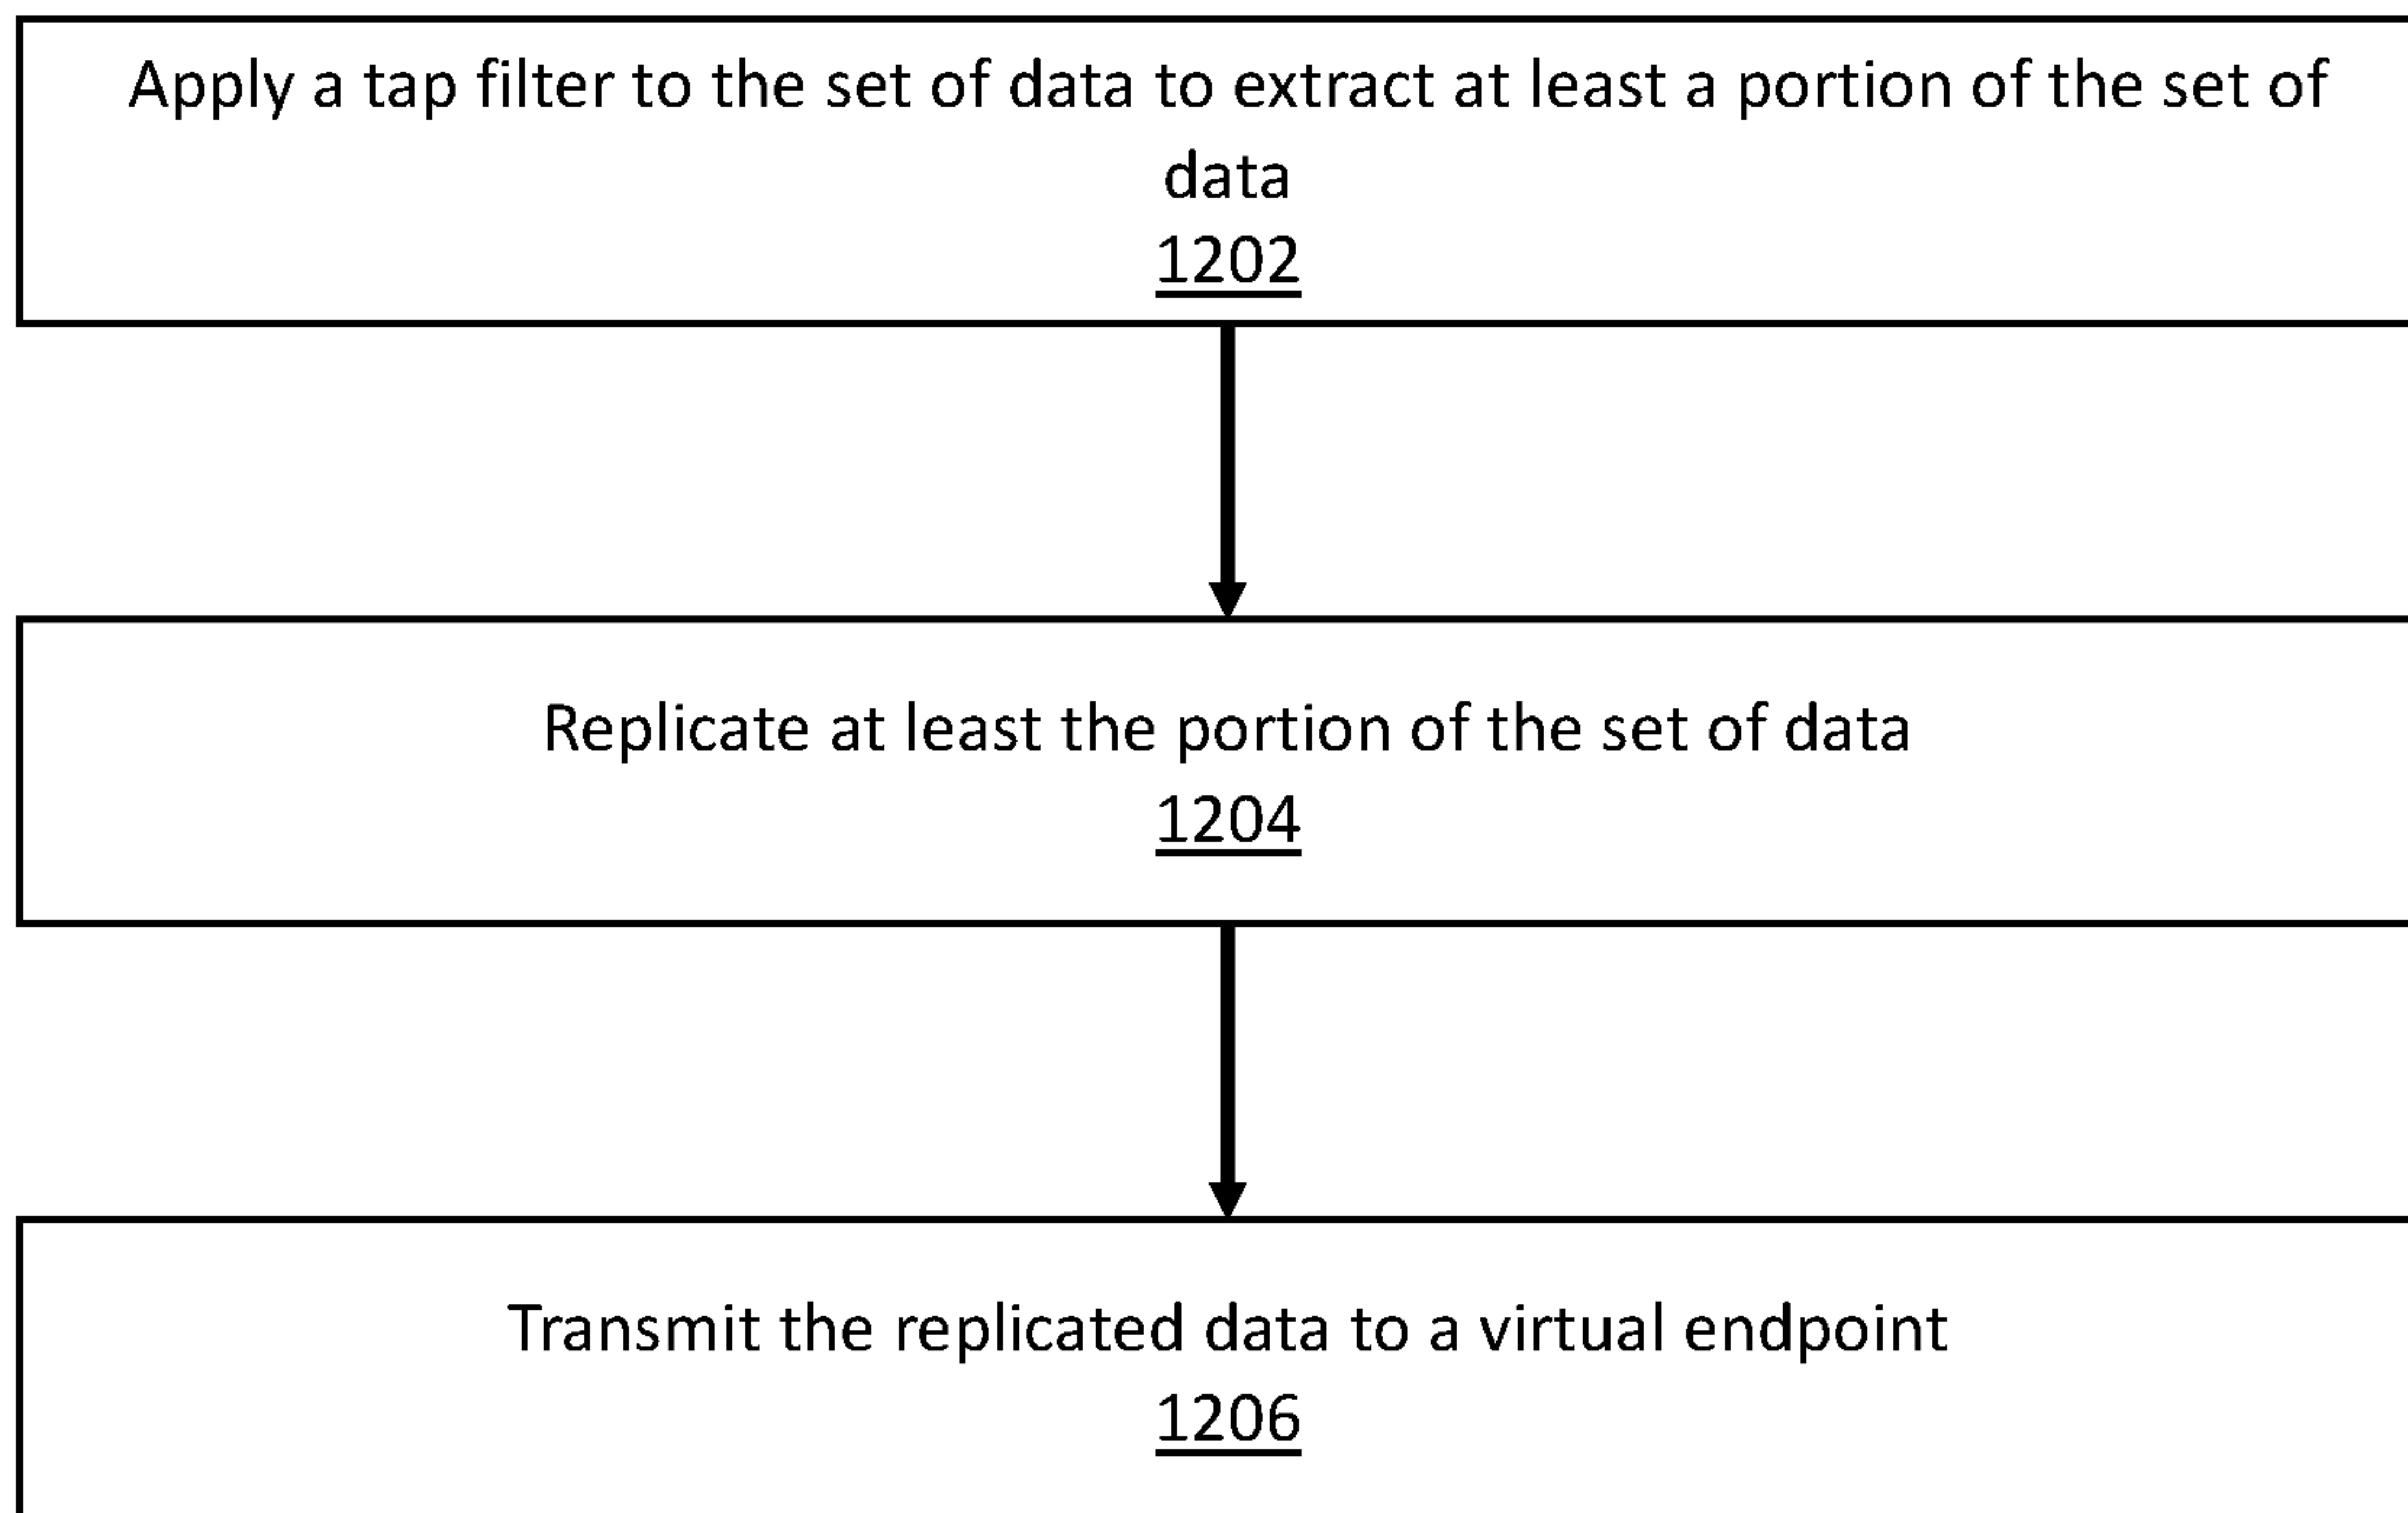 Apply a tap filter to the set of data to extract at least a portion of the set of
data
1202
Replicate at least the portion of the set of data
1204
Transmit the replicated data to a virtual endpoint
1206